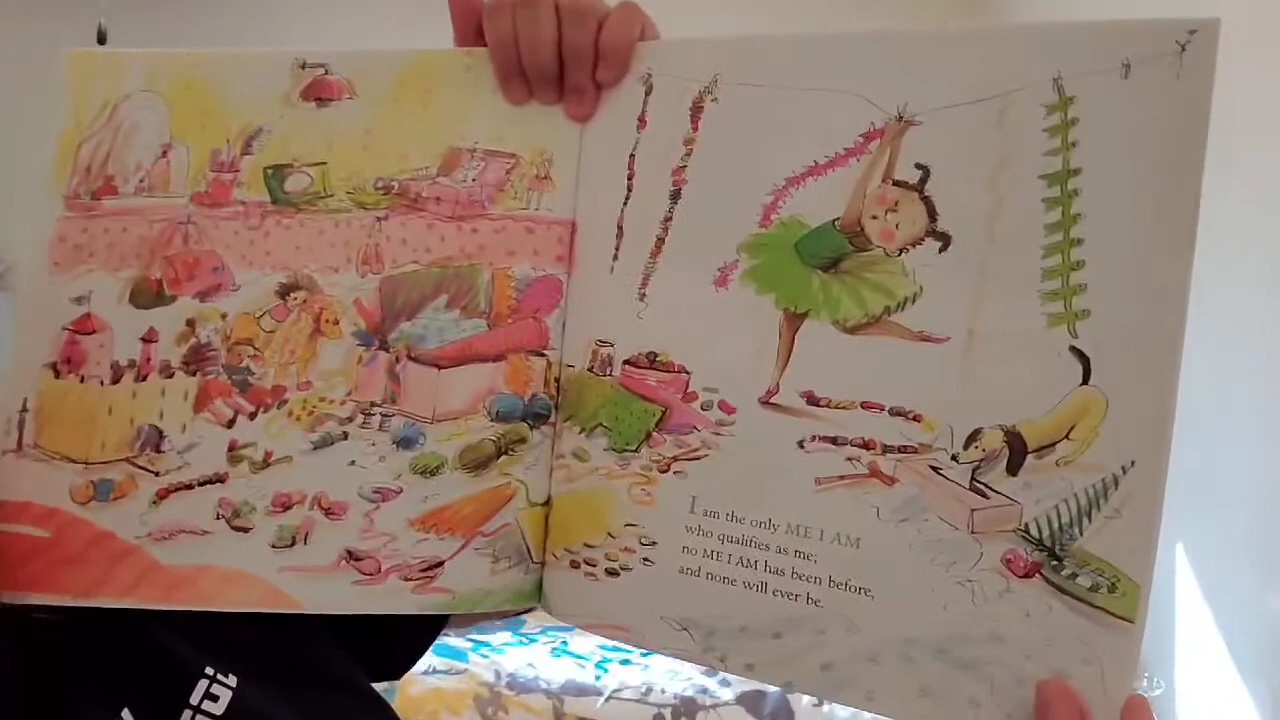 I am the only ME I AM
who qualifies as me;
no ME I AM has been before,
and none will ever be.